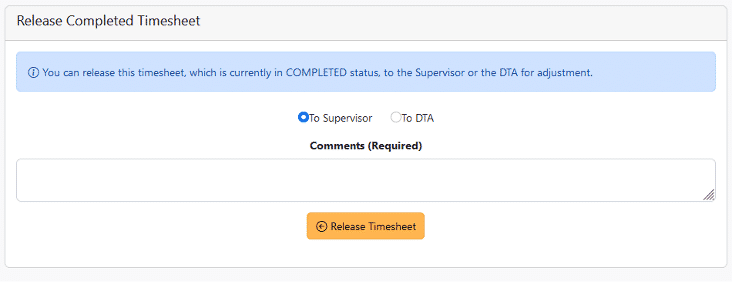 Release Completed Timesheet
You can release this timesheet, which is currently in COMPLETED status, to the Supervisor or the DTA for adjustment.
To Supervisor To DTA
Comments (Required)
Release Timesheet